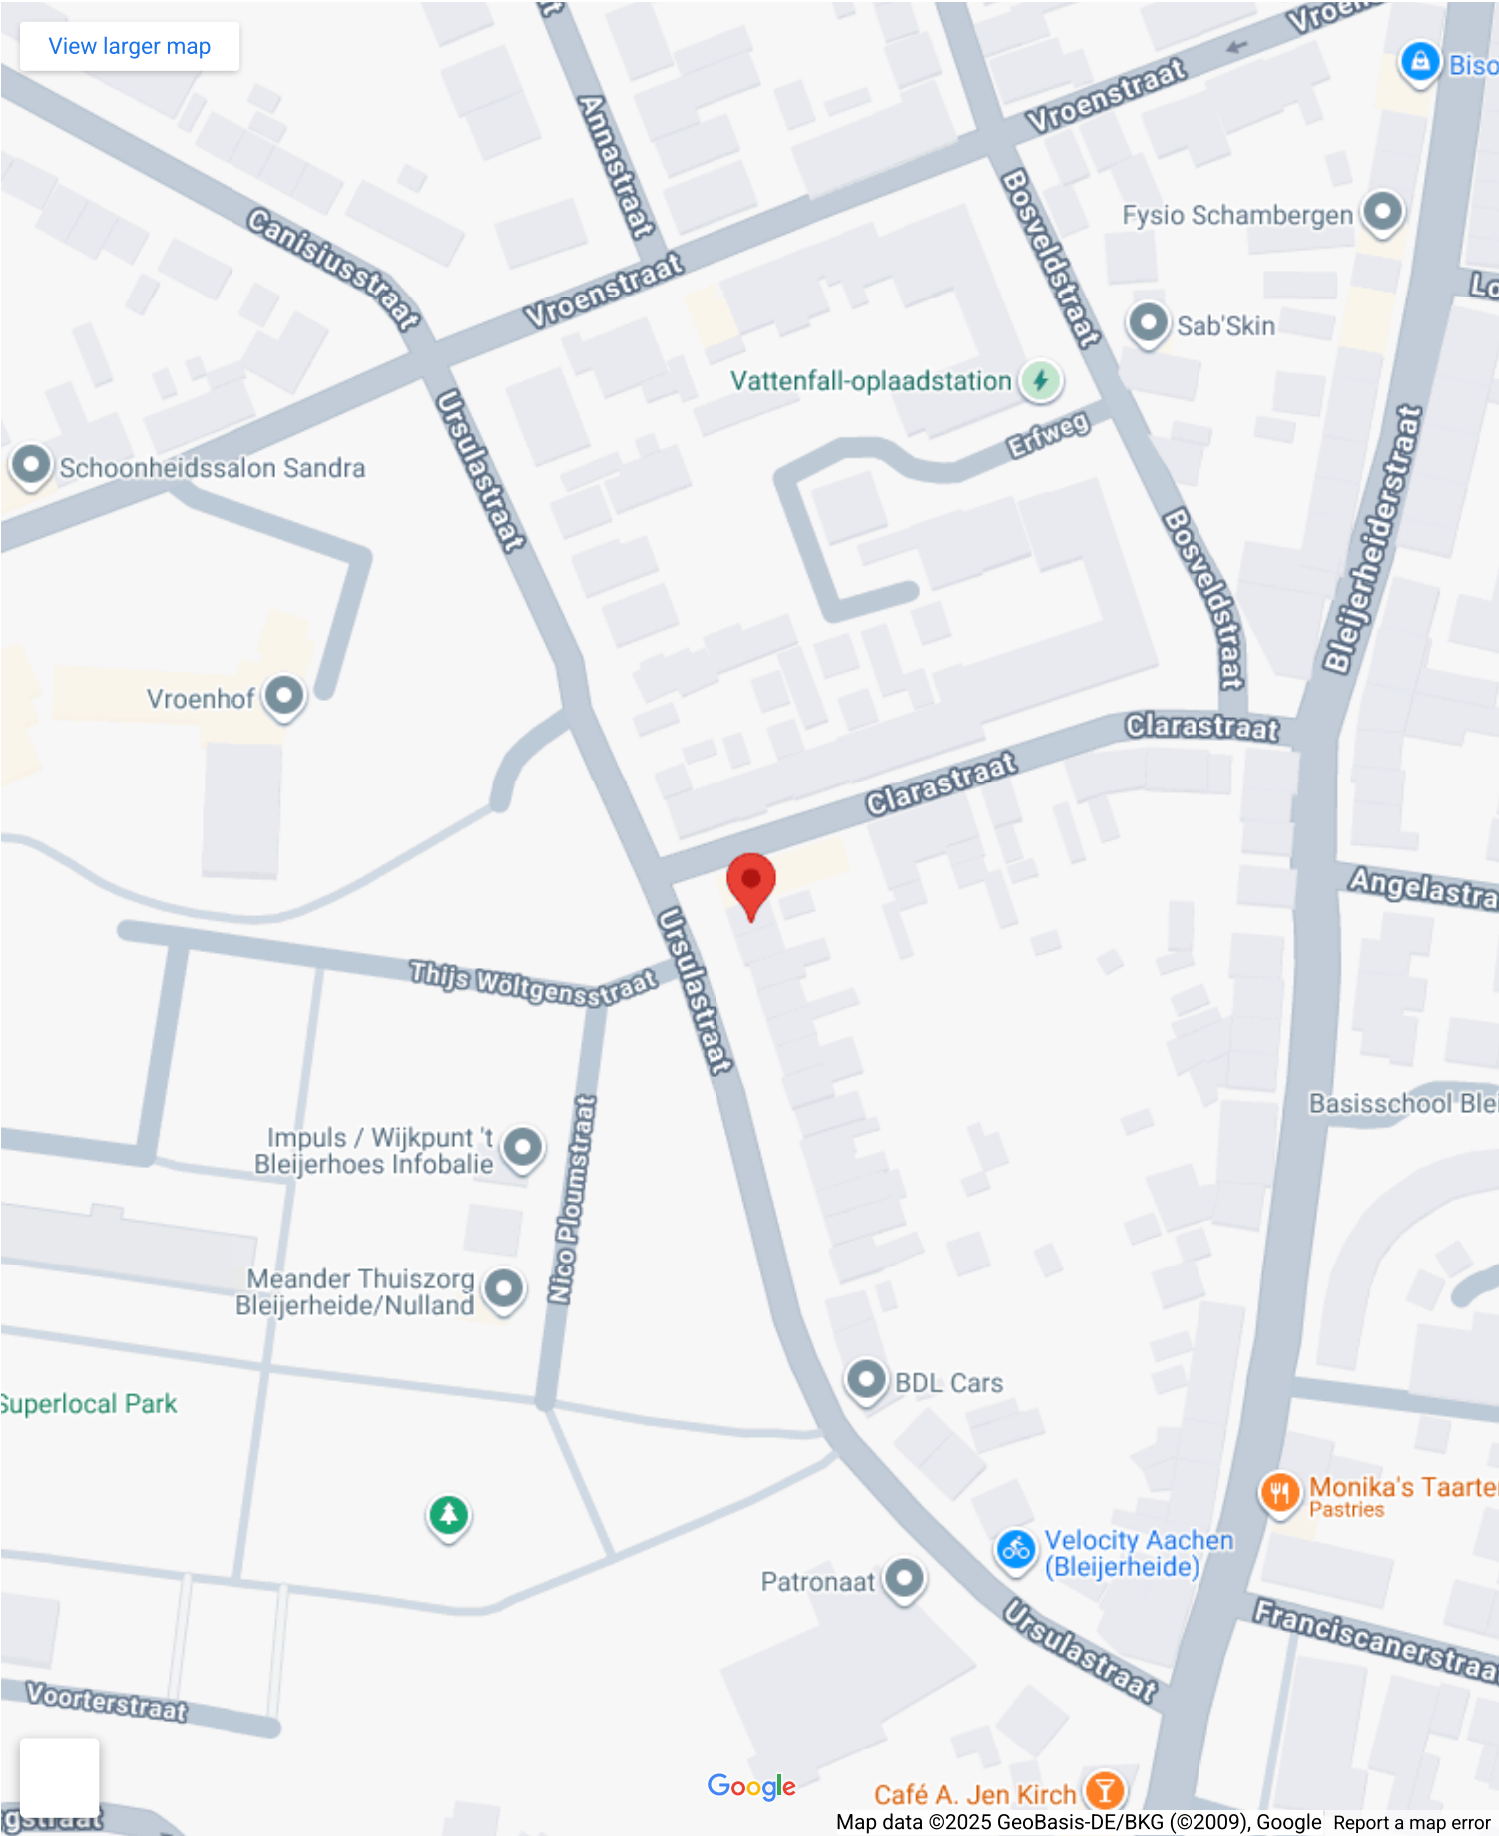 View larger map
Vroenstraat
Biso
Annastraat
Vroenstraat
Canisiusstraat
Bosveldstraat
Fysio Schambergen
Vroenstraat
Lo
Sab'Skin
Vattenfall-oplaadstation
Erfweg
Ursulastraat
Schoonheidssalon Sandra
Bleijerheiderstraat
Bosveldstraat
Vroenhof
Clarastraat
Clarastraat
Angelastra
Ursulastraat
Thijs Wöltgensstraat
Basisschool Blei
Impuls / Wijkpunt 't
Bleijerhoes Infobalie
Nico Ploumstraat
Meander Thuiszorg
Bleijerheide/Nulland
BDL Cars
Superlocal Park
Monika's Taarte
Pastries
Velocity Aachen
(Bleijerheide)
Patronaat
Ursulastraat
Franciscanerstraa
Voorterstraat
Google
Café A. Jen Kirch
gstraat
Map data ©2025 GeoBasis-DE/BKG (©2009), Google
Report a map error